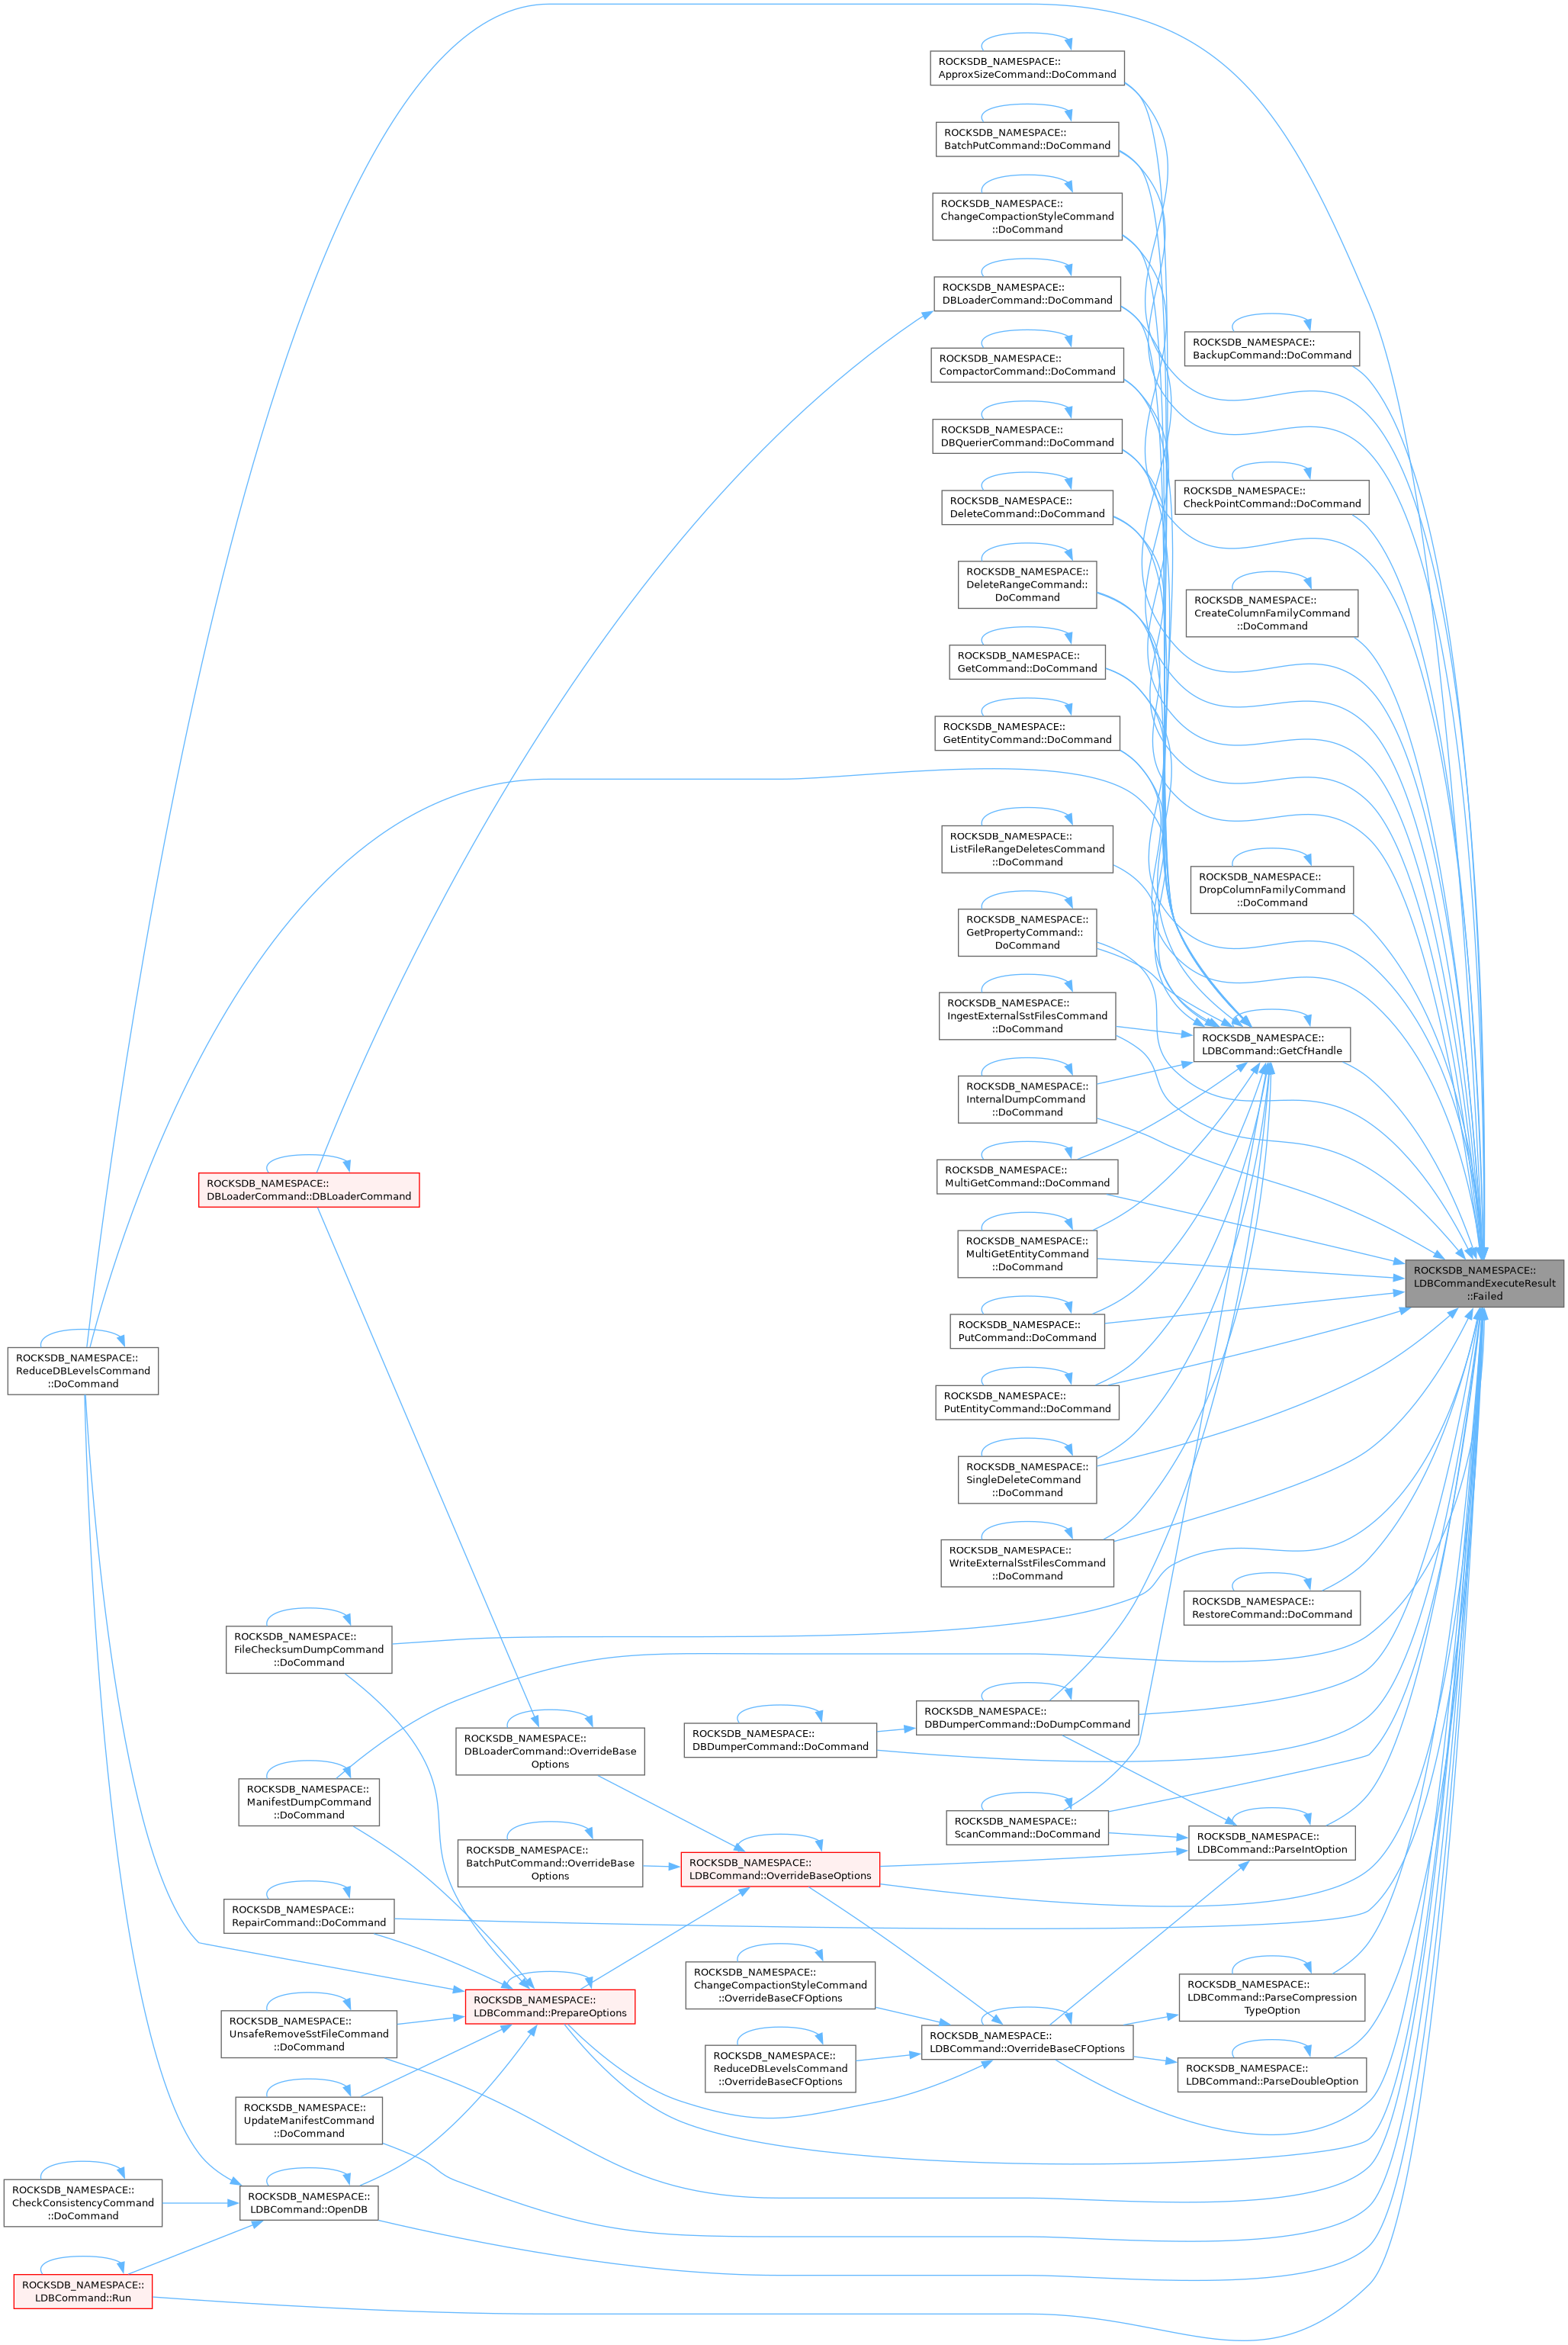 ROCKSDB_NAMESPACE::
ApproxSizeCommand::DoCommand
ROCKSDB_NAMESPACE::
BatchPutCommand::DoCommand
ROCKSDB_NAMESPACE::
ChangeCompactionStyleCommand
::DoCommand
ROCKSDB_NAMESPACE::
DBLoaderCommand::DoCommand
ROCKSDB_NAMESPACE::
BackupCommand::DoCommand
ROCKSDB_NAMESPACE::
CompactorCommand::DoCommand
ROCKSDB_NAMESPACE::
DBQuerierCommand::DoCommand
ROCKSDB_NAMESPACE::
CheckPointCommand::DoCommand
ROCKSDB_NAMESPACE::
DeleteCommand::DoCommand
ROCKSDB_NAMESPACE::
DeleteRangeCommand::
DoCommand
ROCKSDB_NAMESPACE::
CreateColumnFamilyCommand
::DoCommand
ROCKSDB_NAMESPACE::
GetCommand::DoCommand
ROCKSDB_NAMESPACE::
GetEntityCommand::DoCommand
ROCKSDB_NAMESPACE::
ListFileRangeDeletesCommand
::DoCommand
ROCKSDB_NAMESPACE::
DropColumnFamilyCommand
::DoCommand
ROCKSDB_NAMESPACE::
GetPropertyCommand::
DoCommand
ROCKSDB_NAMESPACE::
IngestExternalSstFilesCommand
::DoCommand
ROCKSDB_NAMESPACE::
LDBCommand::GetCfHandle
ROCKSDB_NAMESPACE::
InternalDumpCommand
::DoCommand
ROCKSDB_NAMESPACE::
MultiGetCommand::DoCommand
ROCKSDB_NAMESPACE::
DBLoaderCommand::DBLoaderCommand
ROCKSDB_NAMESPACE::
MultiGetEntityCommand
::DoCommand
ROCKSDB_NAMESPACE::
LDBCommandExecuteResult
::Failed
ROCKSDB_NAMESPACE::
PutCommand::DoCommand
ROCKSDB_NAMESPACE::
ReduceDBLevelsCommand
::DoCommand
ROCKSDB_NAMESPACE::
PutEntityCommand::DoCommand
ROCKSDB_NAMESPACE::
SingleDeleteCommand
::DoCommand
ROCKSDB_NAMESPACE::
WriteExternalSstFilesCommand
::DoCommand
ROCKSDB_NAMESPACE::
RestoreCommand::DoCommand
ROCKSDB_NAMESPACE::
FileChecksumDumpCommand
::DoCommand
ROCKSDB_NAMESPACE::
DBDumperCommand::DoDumpCommand
ROCKSDB_NAMESPACE::
DBDumperCommand::DoCommand
ROCKSDB_NAMESPACE::
DBLoaderCommand::OverrideBase
Options
ROCKSDB_NAMESPACE::
ManifestDumpCommand
::DoCommand
ROCKSDB_NAMESPACE::
ScanCommand::DoCommand
ROCKSDB_NAMESPACE::
LDBCommand::ParseIntOption
ROCKSDB_NAMESPACE::
BatchPutCommand::OverrideBase
Options
ROCKSDB_NAMESPACE::
LDBCommand::OverrideBaseOptions
ROCKSDB_NAMESPACE::
RepairCommand::DoCommand
ROCKSDB_NAMESPACE::
ChangeCompactionStyleCommand
::OverrideBaseCFOptions
ROCKSDB_NAMESPACE::
LDBCommand::ParseCompression
TypeOption
ROCKSDB_NAMESPACE::
LDBCommand::PrepareOptions
ROCKSDB_NAMESPACE::
UnsafeRemoveSstFileCommand
::DoCommand
ROCKSDB_NAMESPACE::
LDBCommand::OverrideBaseCFOptions
ROCKSDB_NAMESPACE::
ReduceDBLevelsCommand
::OverrideBaseCFOptions
ROCKSDB_NAMESPACE::
LDBCommand::ParseDoubleOption
ROCKSDB_NAMESPACE::
UpdateManifestCommand
::DoCommand
ROCKSDB_NAMESPACE::
CheckConsistencyCommand
::DoCommand
ROCKSDB_NAMESPACE::
LDBCommand::OpenDB
ROCKSDB_NAMESPACE::
LDBCommand::Run